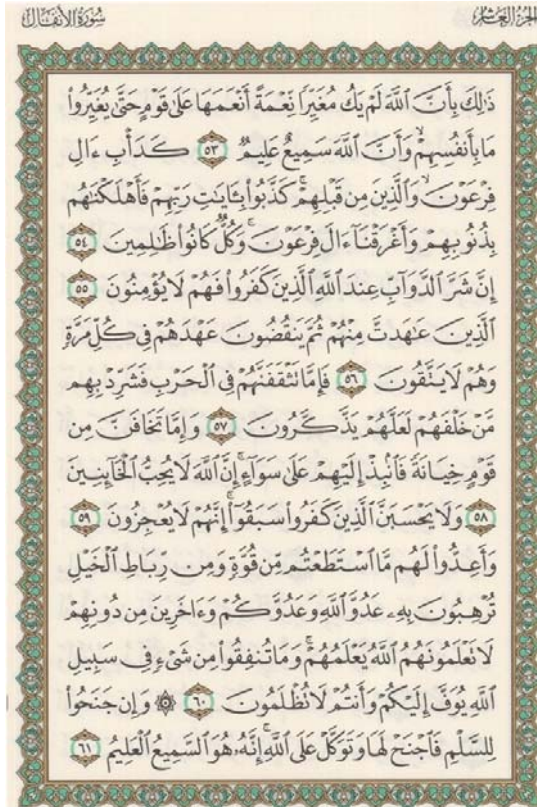 الجزء العاشر
سورة الأنفال
ذَٰلِكَ بِأَنَّ ٱللَّهَ لَمْ يَكُ مُغَيِّرًا نِّعْمَةً أَنْعَمَهَا عَلَىٰ قَوْمٍ حَتَّىٰ يُغَيِّرُوا۟
مَا بِأَنفُسِهِمْ ۙ وَأَنَّ ٱللَّهَ سَمِيعٌ عَلِيمٌ ٥٣ كَدَأْبِ ءَالِ
فِرْعَوْنَ ۙ وَٱلَّذِينَ مِن قَبْلِهِمْ ۚ كَذَّبُوا۟ بِـَٔايَـٰتِ رَبِّهِمْ فَأَهْلَكْنَـٰهُم
بِذُنُوبِهِمْ وَأَغْرَقْنَآ ءَالَ فِرْعَوْنَ ۚ وَكُلٌّ كَانُوا۟ ظَـٰلِمِينَ ٥٤
إِنَّ شَرَّ ٱلدَّوَآبِّ عِندَ ٱللَّهِ ٱلَّذِينَ كَفَرُوا۟ فَهُمْ لَا يُؤْمِنُونَ ٥٥
ٱلَّذِينَ عَـٰهَدتَّ مِنْهُمْ ثُمَّ يَنقُضُونَ عَهْدَهُمْ فِى كُلِّ مَرَّةٍ
وَهُمْ لَا يَتَّقُونَ ٥٦ فَإِمَّا تَثْقَفَنَّهُمْ فِى ٱلْحَرْبِ فَشَرِّدْ بِهِم
مَّنْ خَلْفَهُمْ لَعَلَّهُمْ يَذَّكَّرُونَ ٥٧ وَإِمَّا تَخَافَنَّ مِن
قَوْمٍ خِيَانَةً فَٱنۢبِذْ إِلَيْهِمْ عَلَىٰ سَوَآءٍ ۚ إِنَّ ٱللَّهَ لَا يُحِبُّ ٱلْخَآئِنِينَ
٥٨ وَلَا يَحْسَبَنَّ ٱلَّذِينَ كَفَرُوا۟ سَبَقُوٓا۟ ۚ إِنَّهُمْ لَا يُعْجِزُونَ ٥٩
وَأَعِدُّوا۟ لَهُم مَّا ٱسْتَطَعْتُم مِّن قُوَّةٍ وَمِن رِّبَاطِ ٱلْخَيْلِ
تُرْهِبُونَ بِهِۦ عَدُوَّ ٱللَّهِ وَعَدُوَّكُمْ وَءَاخَرِينَ مِن دُونِهِمْ
لَا تَعْلَمُونَهُمُ ٱللَّهُ يَعْلَمُهُمْ ۚ وَمَا تُنفِقُوا۟ مِن شَىْءٍ فِى سَبِيلِ
ٱللَّهِ يُوَفَّ إِلَيْكُمْ وَأَنتُمْ لَا تُظْلَمُونَ ٦٠ ۞ وَإِن جَنَحُوا۟
لِلسَّلْمِ فَٱجْنَحْ لَهَا وَتَوَكَّلْ عَلَى ٱللَّهِ ۚ إِنَّهُۥ هُوَ ٱلسَّمِيعُ ٱلْعَلِيمُ ٦١